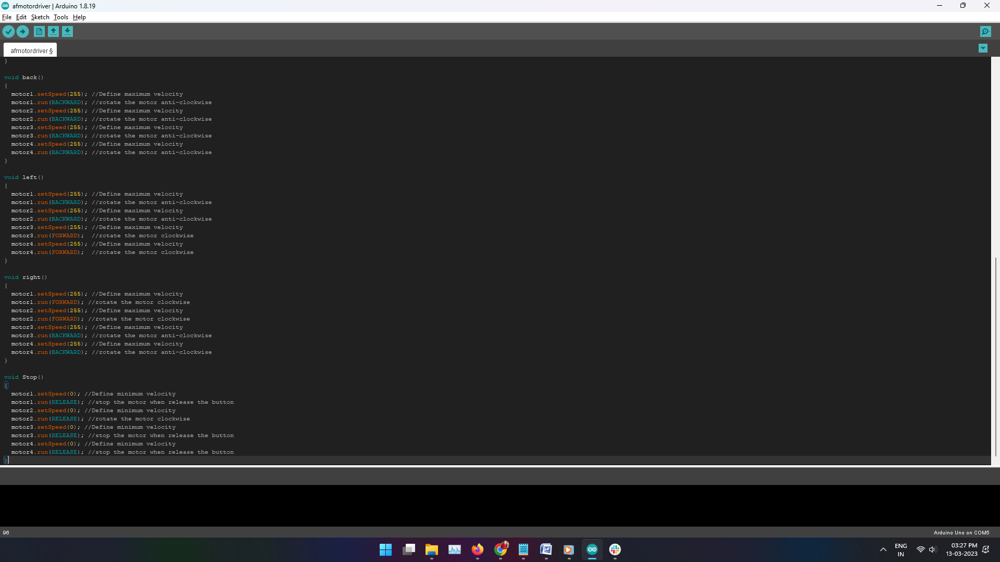 afmotordriver | Arduino 1.8.19
File Edit Sketch Tools Help
afmotordriver §
}
void back()
{
motor1.setSpeed(255); //Define maximum velocity
motor1.run(BACKWARD); //rotate the motor anti-clockwise
motor2.setSpeed(255); //Define maximum velocity
motor2.run(BACKWARD); //rotate the motor anti-clockwise
motor3.setSpeed(255); //Define maximum velocity
motor3.run(BACKWARD); //rotate the motor anti-clockwise
motor4.setSpeed(255); //Define maximum velocity
motor4.run(BACKWARD); //rotate the motor anti-clockwise
}
void left()
{
motor1.setSpeed(255); //Define maximum velocity
motor1.run(BACKWARD); //rotate the motor anti-clockwise
motor2.setSpeed(255); //Define maximum velocity
motor2.run(BACKWARD); //rotate the motor anti-clockwise
motor3.setSpeed(255); //Define maximum velocity
motor3.run(FORWARD);  //rotate the motor clockwise
motor4.setSpeed(255); //Define maximum velocity
motor4.run(FORWARD);  //rotate the motor clockwise
}
void right()
{
motor1.setSpeed(255); //Define maximum velocity
motor1.run(FORWARD); //rotate the motor clockwise
motor2.setSpeed(255); //Define maximum velocity
motor2.run(FORWARD); //rotate the motor clockwise
motor3.setSpeed(255); //Define maximum velocity
motor3.run(BACKWARD); //rotate the motor anti-clockwise
motor4.setSpeed(255); //Define maximum velocity
motor4.run(BACKWARD); //rotate the motor anti-clockwise
}
void Stop()
{
motor1.setSpeed(0); //Define minimum velocity
motor1.run(RELEASE); //stop the motor when release the button
motor2.setSpeed(0); //Define minimum velocity
motor2.run(RELEASE); //rotate the motor clockwise
motor3.setSpeed(0); //Define minimum velocity
motor3.run(RELEASE); //stop the motor when release the button
motor4.setSpeed(0); //Define minimum velocity
motor4.run(RELEASE); //stop the motor when release the button
}
96
Arduino Uno on COM5
ENG
IN
03:27 PM
13-03-2023